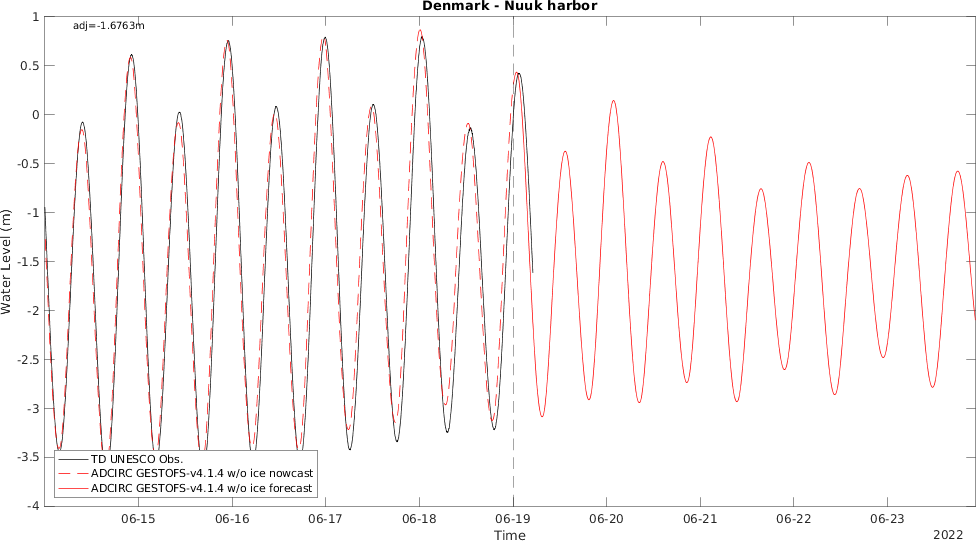 Denmark - Nuuk harbor
adj=-1.6763m
1
0.5
0
-0.5
-1
-1.5
-2
-2.5
-3
-3.5
-4
Water Level (m)
TD UNESCO Obs.
ADCIRC GESTOFS-v4.1.4 w/o ice nowcast
ADCIRC GESTOFS-v4.1.4 w/o ice forecast
06-15 06-16 06-17 06-18 06-19 06-20 06-21 06-22 06-23
Time
2022